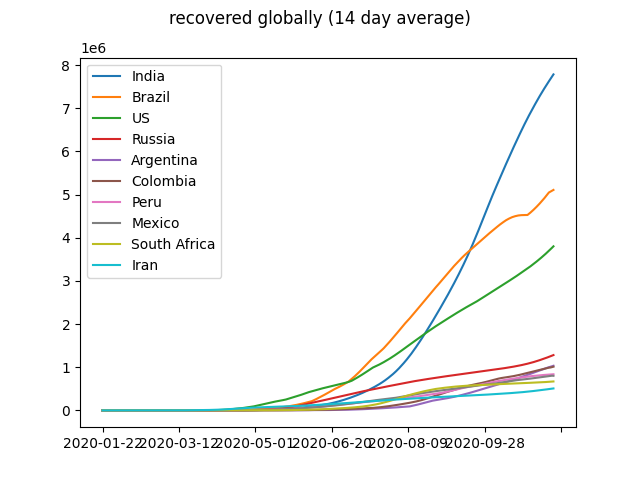 recovered globally (14 day average)
1e6
8
7
6
5
4
3
2
1
0
India
Brazil
US
Russia
Argentina
Colombia
Peru
Mexico
South Africa
Iran
2020-01-22 2020-03-12 2020-05-01 2020-06-20 2020-08-09 2020-09-28